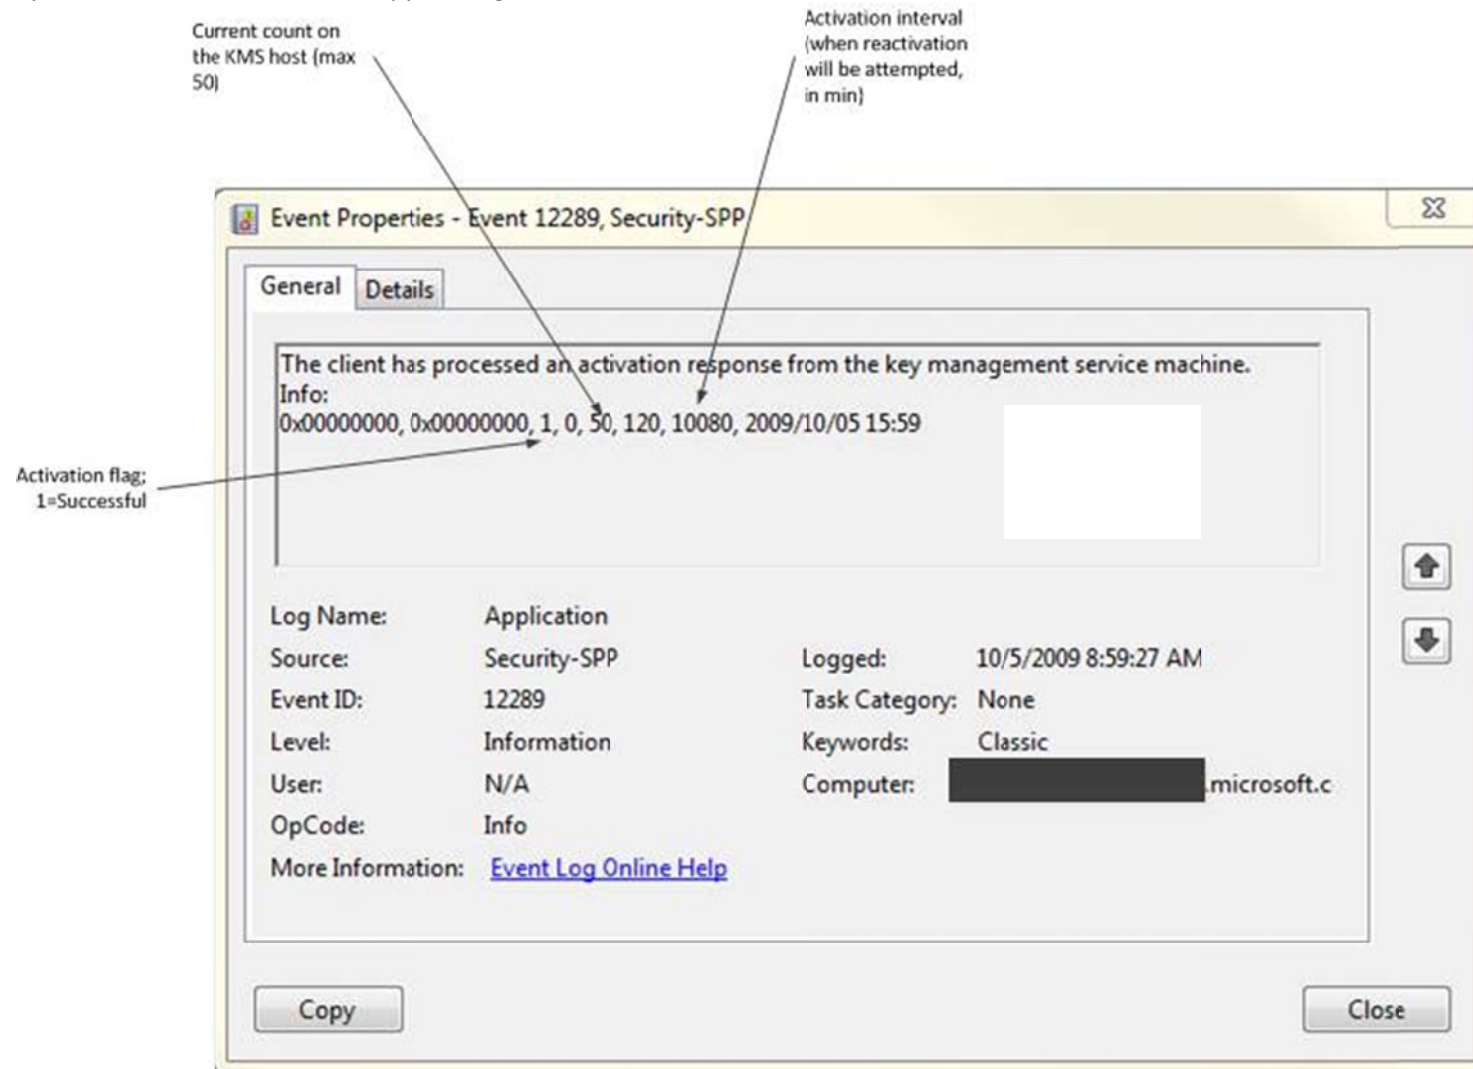 Current count on
the KMS host (max
50)
Activation interval
(when reactivation
will be attempted,
in min)
Event Properties - Event 12289, Security-SPP
General
Details
The client has processed an activation response from the key management service machine.
Info:
0x00000000, 0x00000000, 1, 0, 50, 120, 10080, 2009/10/05 15:59
Activation flag;
1=Successful
Log Name: Application
Source: Security-SPP Logged: 10/5/2009 8:59:27 AM
Event ID: 12289 Task Category: None
Level: Information Keywords: Classic
User: N/A Computer: .microsoft.c
OpCode: Info
More Information: Event Log Online Help
Copy Close